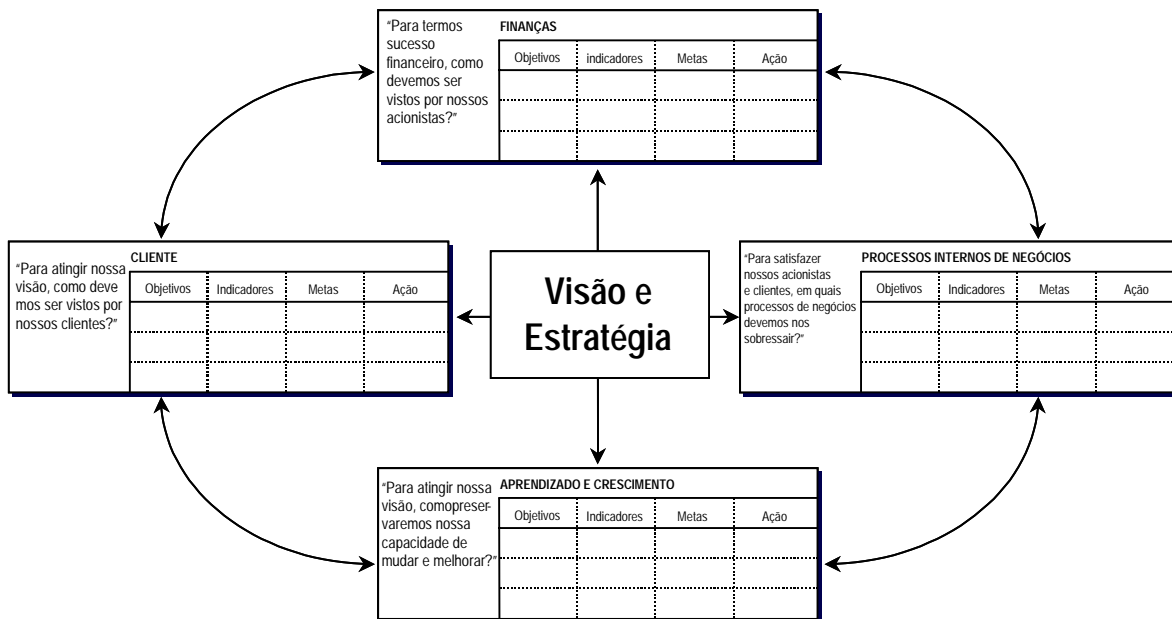 "Para termos
sucesso
financeiro, como
devemos ser
vistos por nossos
acionistas?"
FINANÇAS
Objetivos indicadores Metas Ação
"Para atingir nossa
visão, como deve
mos ser vistos por
nossos clientes?"
CLIENTE
Objetivos Indicadores Metas Ação
Visão e
Estratégia
"Para satisfazer
nossos acionistas
e clientes, em quais
processos de negócios
devemos nos
sobressair?"
PROCESSOS INTERNOS DE NEGÓCIOS
Objetivos Indicadores Metas Ação
"Para atingir nossa
visão, comopreser-
varemos nossa
capacidade de
mudar e melhorar?"
APRENDIZADO E CRESCIMENTO
Objetivos Indicadores Metas Ação